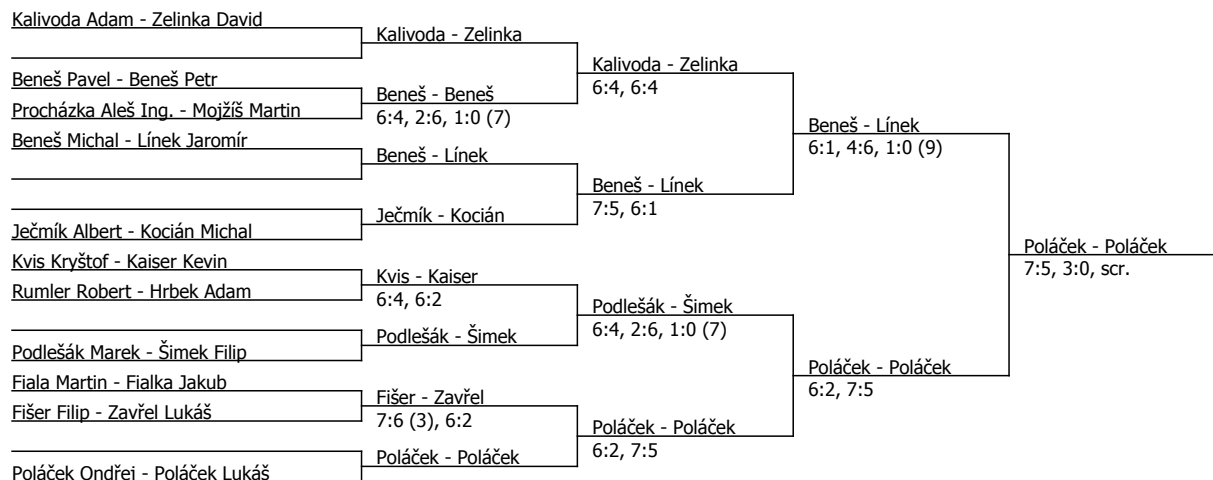 Kalivoda Adam - Zelinka David
Kalivoda - Zelinka
Kalivoda - Zelinka
6:4, 6:4
Beneš Pavel - Beneš Petr
Beneš - Beneš
6:4, 2:6, 1:0 (7)
Procházka Aleš Ing. - Mojžíš Martin
Beneš - Línek
6:1, 4:6, 1:0 (9)
Beneš Michal - Línek Jaromír
Beneš - Línek
Beneš - Línek
7:5, 6:1
Ječmík - Kocián
Ječmík Albert - Kocián Michal
Poláček - Poláček
7:5, 3:0, scr.
Kvis Kryštof - Kaiser Kevin
Kvis - Kaiser
6:4, 6:2
Rumler Robert - Hrbek Adam
Podlešák - Šimek
6:4, 2:6, 1:0 (7)
Podlešák - Šimek
Podlešák Marek - Šimek Filip
Poláček - Poláček
6:2, 7:5
Fiala Martin - Fialka Jakub
Fišer - Zavřel
7:6 (3), 6:2
Fišer Filip - Zavřel Lukáš
Poláček - Poláček
6:2, 7:5
Poláček - Poláček
Poláček Ondřej - Poláček Lukáš